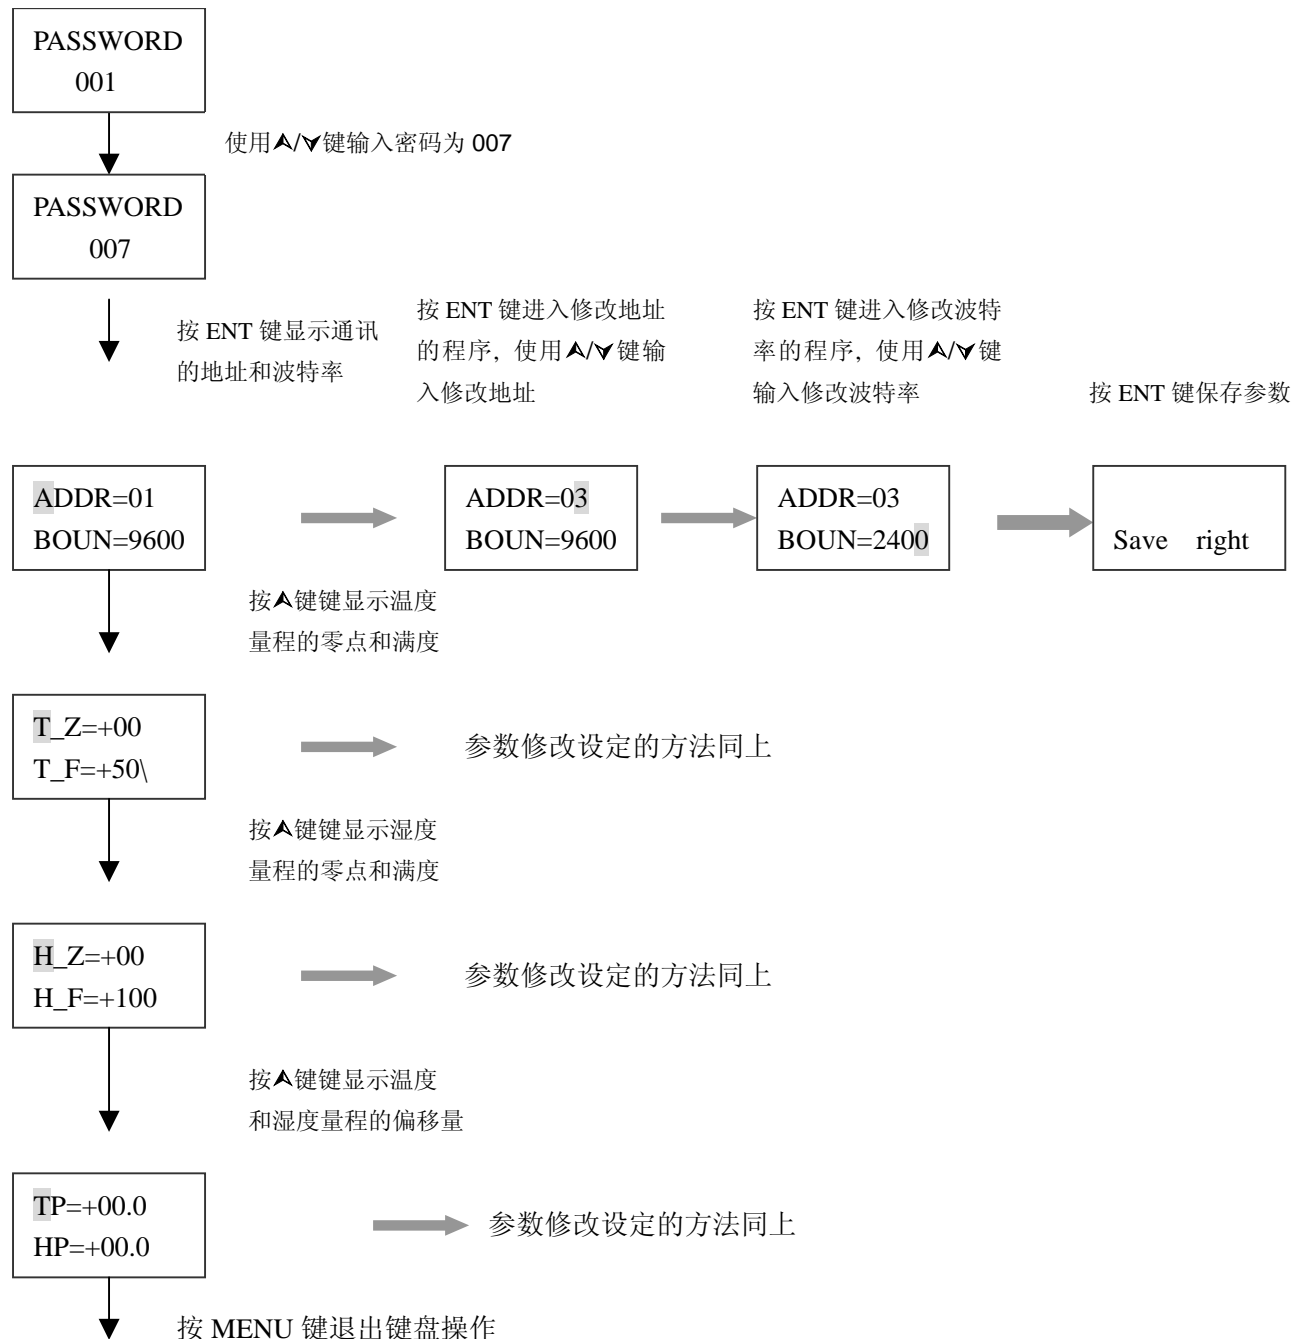 PASSWORD
001
使用⮝/⮟键输入密码为 007
PASSWORD
007
按 ENT 键显示通讯
的地址和波特率
按 ENT 键进入修改地址
的程序, 使用⮝/⮟键输
入修改地址
按 ENT 键进入修改波特
率的程序, 使用⮝/⮟键
输入修改波特率
按 ENT 键保存参数
ADDR=01
BOUN=9600
ADDR=03
BOUN=9600
ADDR=03
BOUN=2400
Save right
按⮝键键显示温度
量程的零点和满度
T_Z=+00
T_F=+50\
参数修改设定的方法同上
按⮝键键显示湿度
量程的零点和满度
H_Z=+00
H_F=+100
参数修改设定的方法同上
按⮝键键显示温度
和湿度量程的偏移量
TP=+00.0
HP=+00.0
参数修改设定的方法同上
按 MENU 键退出键盘操作